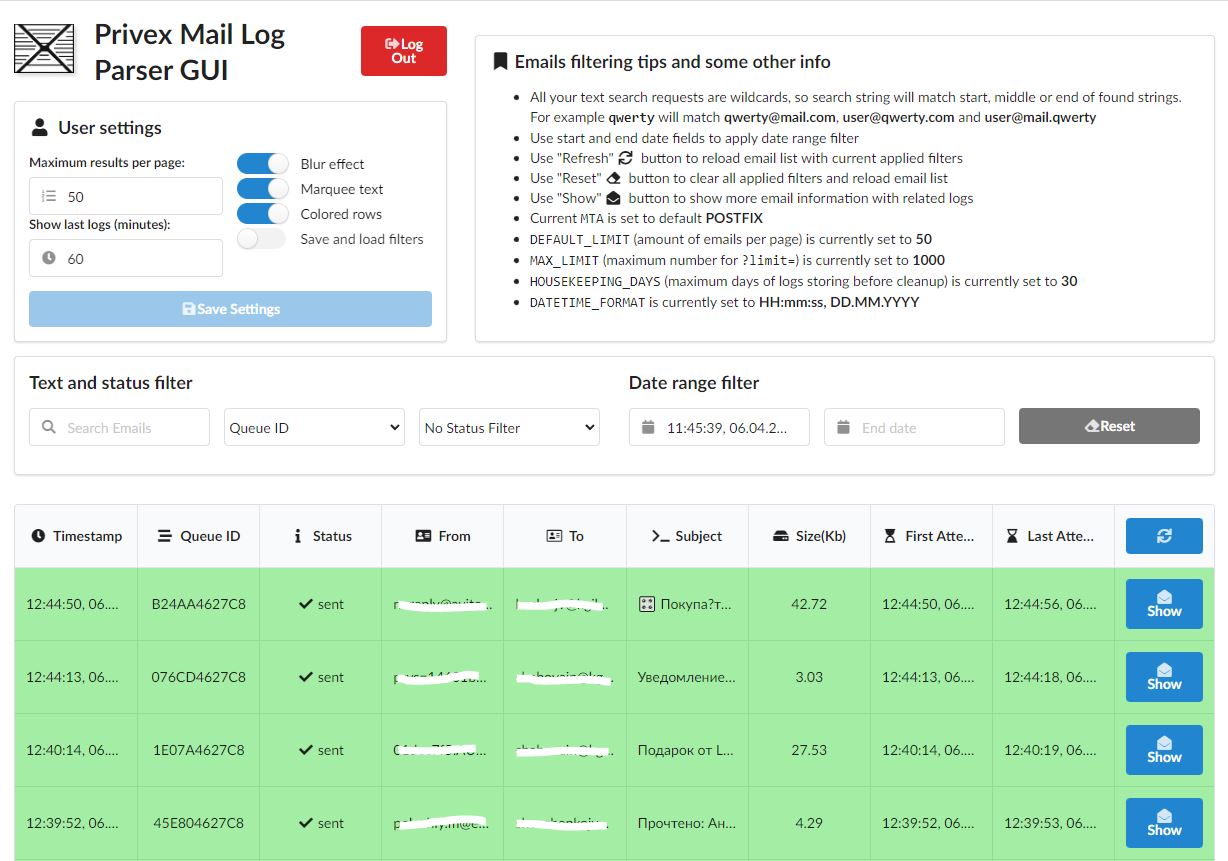 Privex Mail Log
Parser GUI
Log
Out
User settings
Maximum results per page:
50
Show last logs (minutes):
60
Blur effect
Marquee text
Colored rows
Save and load filters
Save Settings
Emails filtering tips and some other info
All your text search requests are wildcards, so search string will match start, middle or end of found strings.
For example qwerty will match qwerty@mail.com, user@qwerty.com and user@mail.qwerty
Use start and end date fields to apply date range filter
Use "Refresh" button to reload email list with current applied filters
Use "Reset" button to clear all applied filters and reload email list
Use "Show" button to show more email information with related logs
Current MTA is set to default POSTFIX
DEFAULT_LIMIT (amount of emails per page) is currently set to 50
MAX_LIMIT (maximum number for ?limit=) is currently set to 1000
HOUSEKEEPING_DAYS (maximum days of logs storing before cleanup) is currently set to 30
DATETIME_FORMAT is currently set to HH:mm:ss, DD.MM.YYYY
Text and status filter
Search Emails
Queue ID
No Status Filter
Date range filter
11:45:39, 06.04.2...
End date
Reset
Timestamp Queue ID Status From To Subject Size(Kb) First Atte... Last Atte...
12:44:50, 06.... B24AA4627C8 sent Покупа?т... 42.72 12:44:50, 06.... 12:44:56, 06.... Show
12:44:13, 06.... 076CD4627C8 sent Уведомление... 3.03 12:44:13, 06.... 12:44:18, 06.... Show
12:40:14, 06.... 1E07A4627C8 sent Подарок от L... 27.53 12:40:14, 06.... 12:40:19, 06.... Show
12:39:52, 06.... 45E804627C8 sent Прочтено: Ан... 4.29 12:39:52, 06.... 12:39:53, 06.... Show